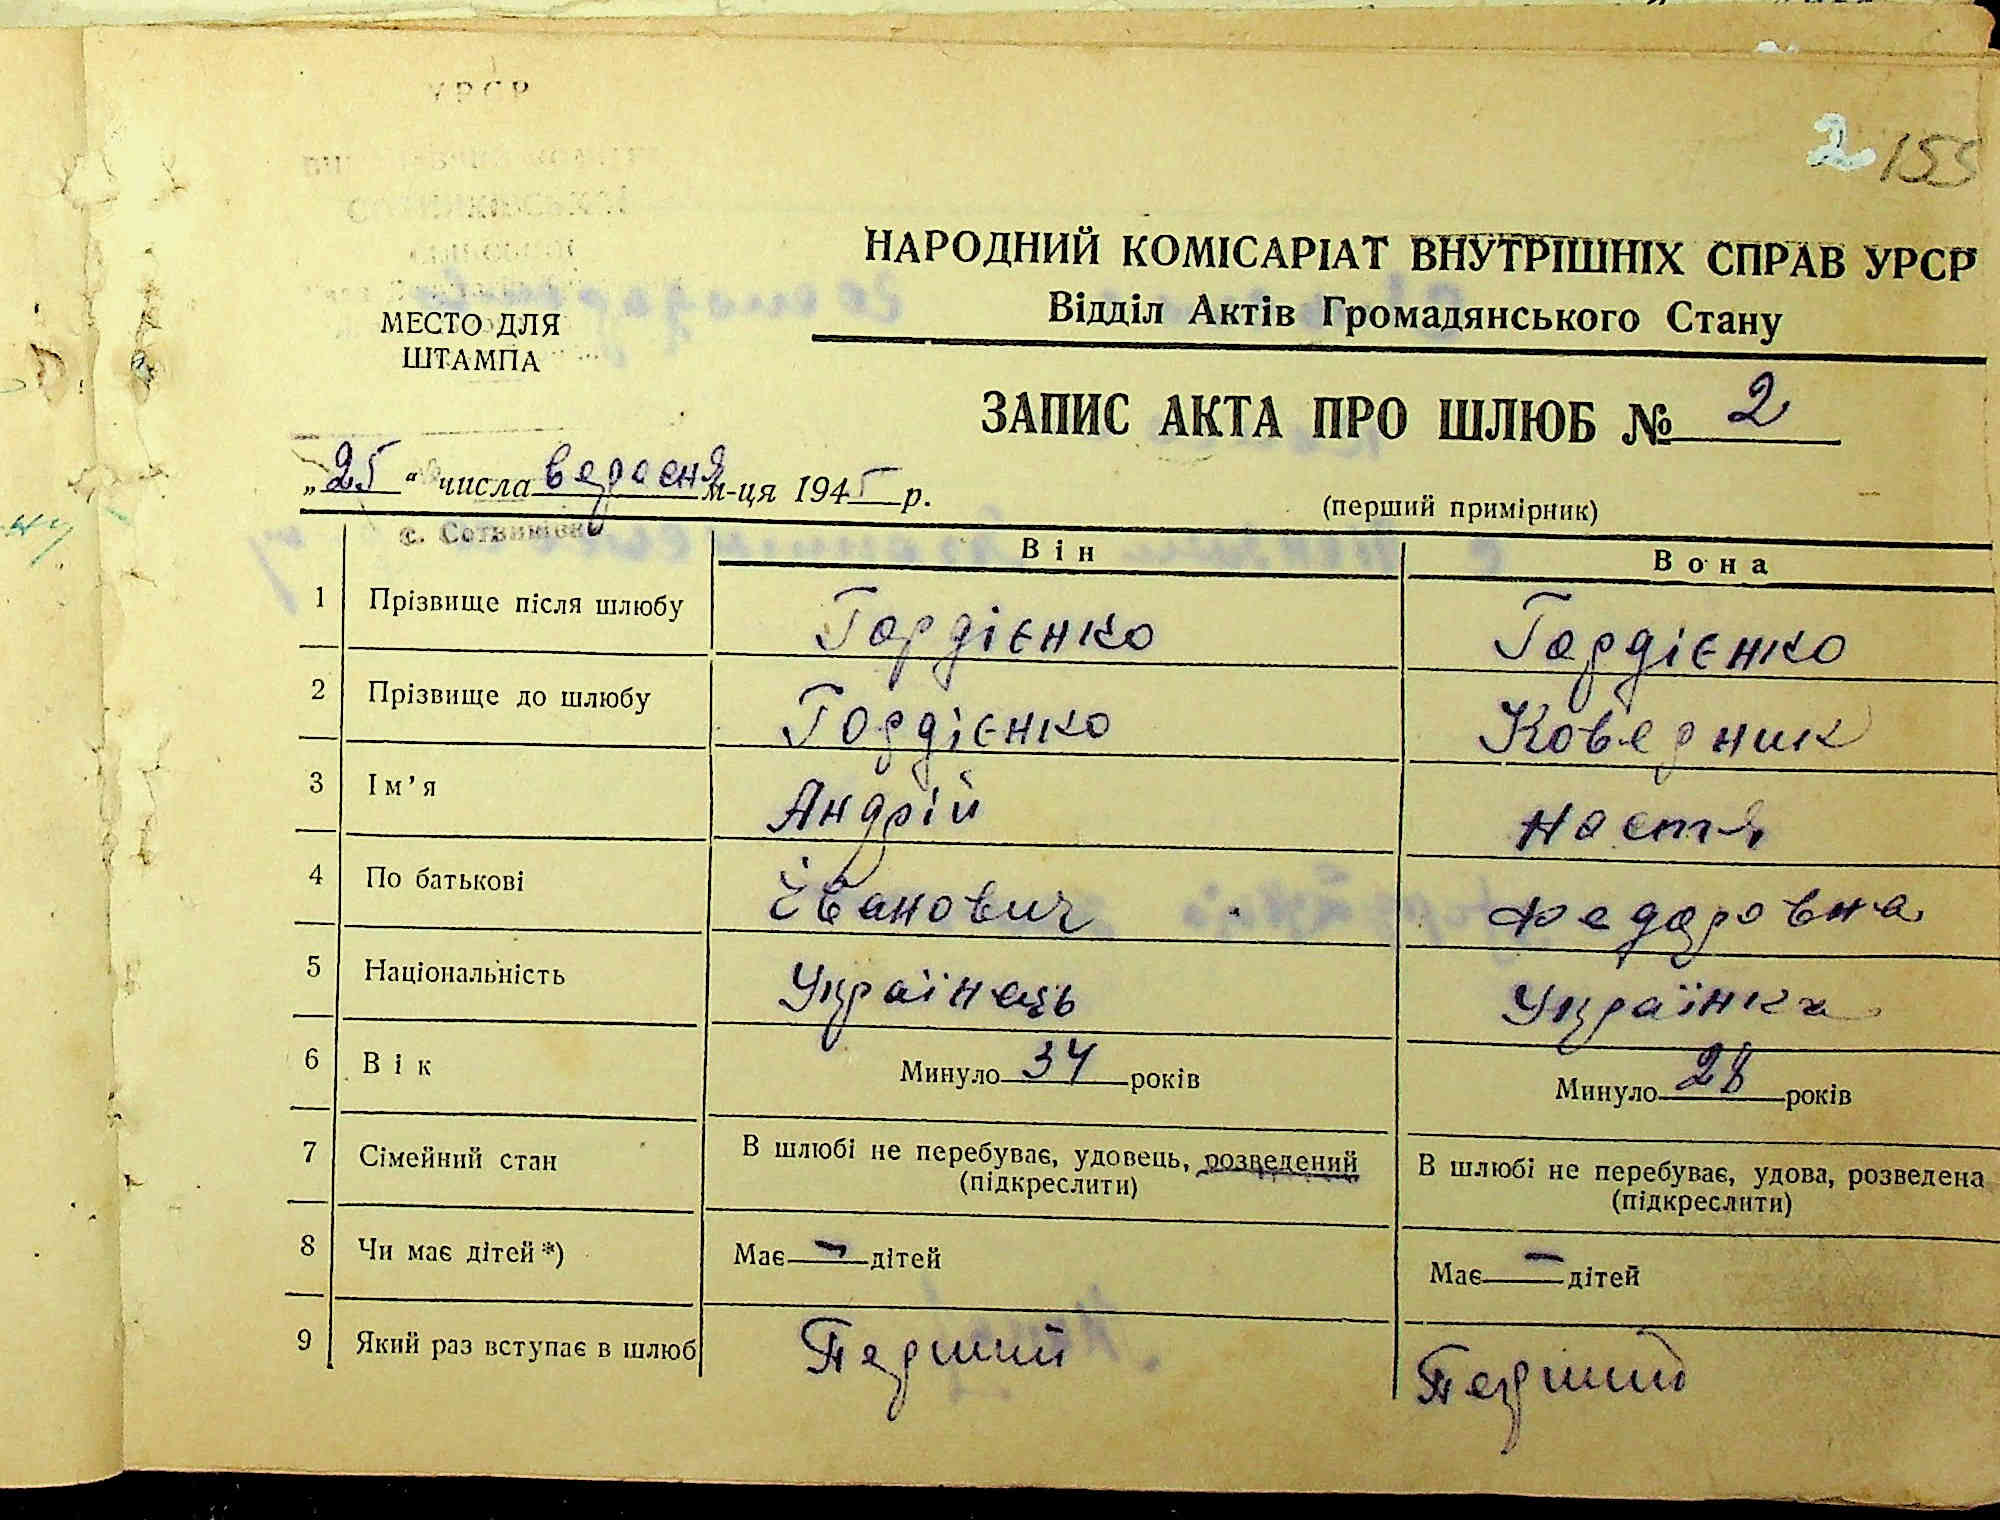 УРСР
2 155
НАРОДНИЙ КОМІСАРІАТ ВНУТРІШНІХ СПРАВ УРСР
Відділ Актів Громадянського Стану
МЕСТО ДЛЯ
ШТАМПА
ЗАПИС АКТА ПРО ШЛЮБ № 2
„25“ числа вересня м-ця 1945 р.
(перший примірник)
Він Вона
1 Прізвище після шлюбу Гордієнко Гордієнко
2 Прізвище до шлюбу Гордієнко Коверник
3 Ім'я Андрій Настя
4 По батькові Іванович Федоровна
5 Національність Українець Українка
6 Вік Минуло 34 років Минуло 28 років
7 Сімейний стан В шлюбі не перебуває, удовець, розведений В шлюбі не перебуває, удова, розведена
(підкреслити) (підкреслити)
8 Чи має дітей*) Має — дітей Має — дітей
9 Який раз вступає в шлюб Перший Перший